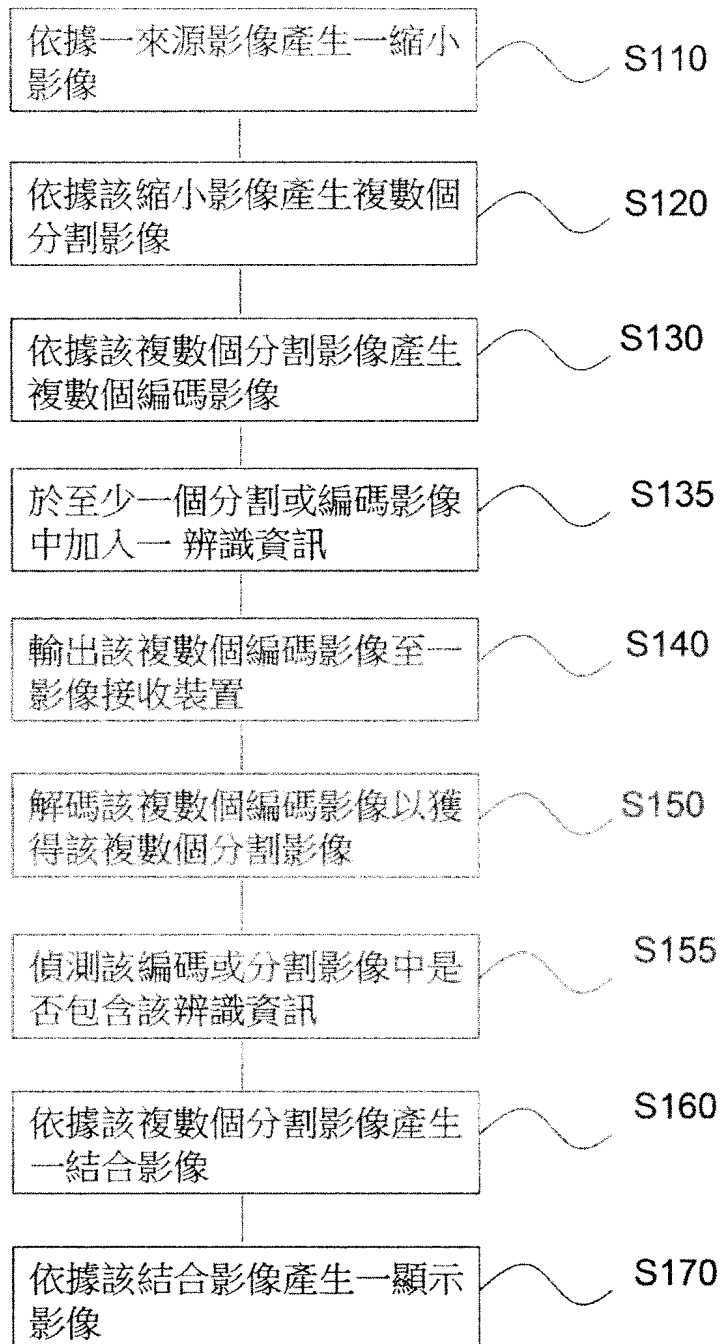 依據一來源影像產生一縮小
影像
S110
依據該縮小影像產生複數個
分割影像
S120
依據該複數個分割影像產生
複數個編碼影像
S130
於至少一個分割或編碼影像
中加入一 辨識資訊
S135
輸出該複數個編碼影像至一
影像接收裝置
S140
解碼該複數個編碼影像以獲
得該複數個分割影像
S150
偵測該編碼或分割影像中是
否包含該辨識資訊
S155
依據該複數個分割影像產生
一結合影像
S160
依據該結合影像產生一顯示
影像
S170